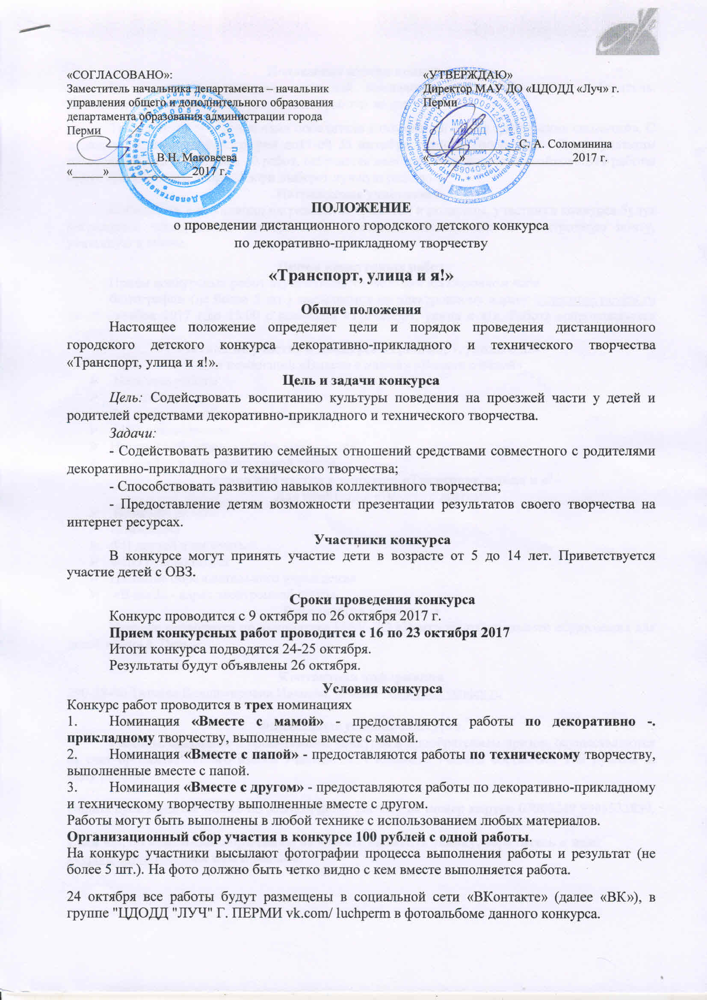 «СОГЛАСОВАНО»:
Заместитель начальника департамента – начальник
управления общего и дополнительного образования
департамента образования администрации города
Перми
_______________В.Н. Маковеева
«_____»______________2017 г.
«УТВЕРЖДАЮ»
Директор МАУ ДО «ЦДОДД «Луч» г.
Перми
________________С. А. Соломинина
«_____»__________________2017 г.
МАУ ДО
ЦДОДД
"Луч"
г. Перми
ПОЛОЖЕНИЕ
о проведении дистанционного городского детского конкурса
по декоративно-прикладному творчеству
«Транспорт, улица и я!»
Общие положения
Настоящее положение определяет цели и порядок проведения дистанционного
городского детского конкурса декоративно-прикладного и технического творчества
«Транспорт, улица и я!».
Цель и задачи конкурса
Цель: Содействовать воспитанию культуры поведения на проезжей части у детей и
родителей средствами декоративно-прикладного и технического творчества.
Задачи:
- Содействовать развитию семейных отношений средствами совместного с родителями
декоративно-прикладного и технического творчества;
- Способствовать развитию навыков коллективного творчества;
- Предоставление детям возможности презентации результатов своего творчества на
интернет ресурсах.
Участники конкурса
В конкурсе могут принять участие дети в возрасте от 5 до 14 лет. Приветствуется
участие детей с ОВЗ.
Сроки проведения конкурса
Конкурс проводится с 9 октября по 26 октября 2017 г.
Прием конкурсных работ проводится с 16 по 23 октября 2017
Итоги конкурса подводятся 24-25 октября.
Результаты будут объявлены 26 октября.
Условия конкурса
Конкурс работ проводится в трех номинациях
1. Номинация «Вместе с мамой» - предоставляются работы по декоративно -.
прикладному творчеству, выполненные вместе с мамой.
2. Номинация «Вместе с папой» - предоставляются работы по техническому творчеству,
выполненные вместе с папой.
3. Номинация «Вместе с другом» - предоставляются работы по декоративно-прикладному
и техническому творчеству выполненные вместе с другом.
Работы могут быть выполнены в любой технике с использованием любых материалов.
Организационный сбор участия в конкурсе 100 рублей с одной работы.
На конкурс участники высылают фотографии процесса выполнения работы и результат (не
более 5 шт.). На фото должно быть четко видно с кем вместе выполняется работа.
24 октября все работы будут размещены в социальной сети «ВКонтакте» (далее «ВК»), в
группе "ЦДОДД "ЛУЧ" Г. ПЕРМИ vk.com/ luchperm в фотоальбоме данного конкурса.